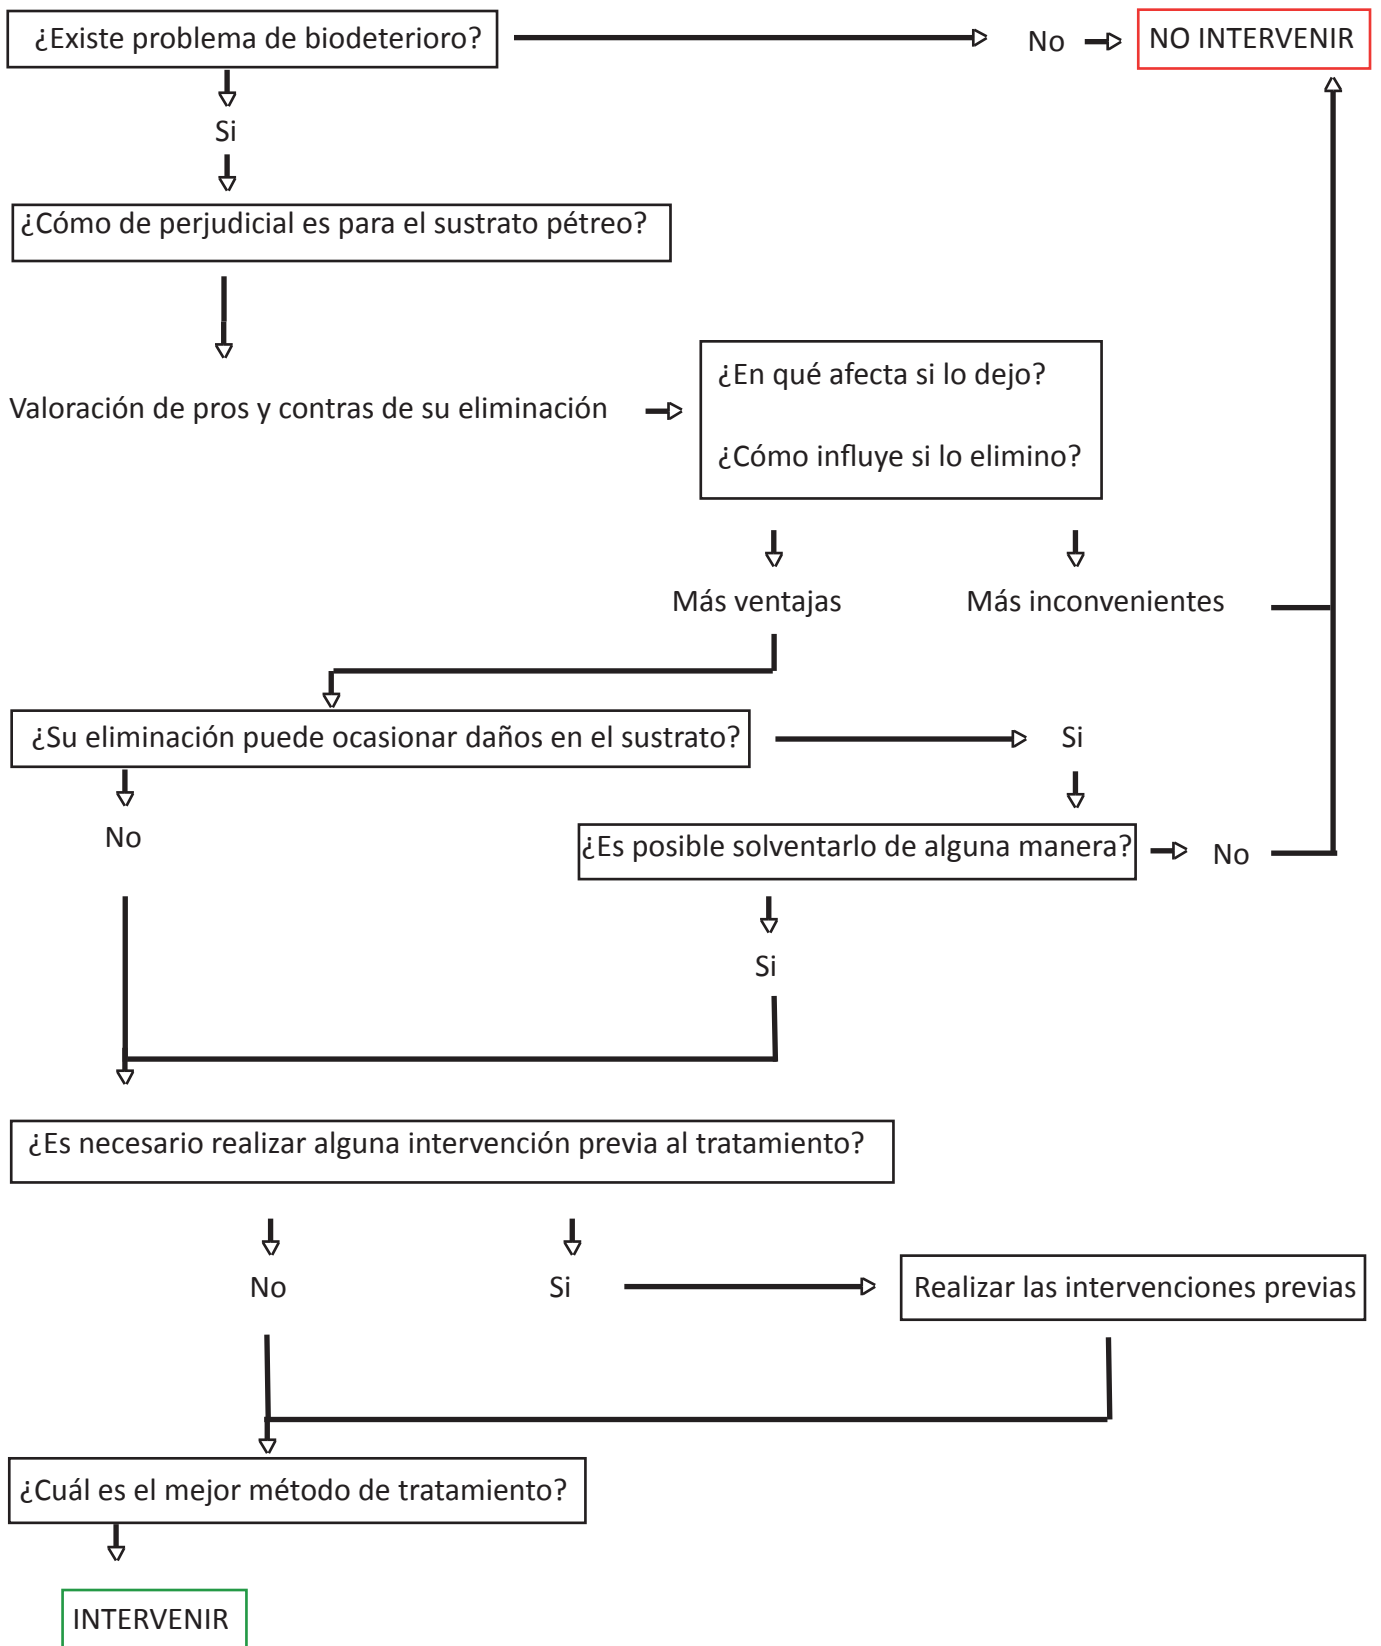 ¿Existe problema de biodeterioro?
No
NO INTERVENIR
Si
¿Cómo de perjudicial es para el sustrato pétreo?
Valoración de pros y contras de su eliminación
¿En qué afecta si lo dejo?
¿Cómo influye si lo elimino?
Más ventajas
Más inconvenientes
¿Su eliminación puede ocasionar daños en el sustrato?
Si
No
¿Es posible solventarlo de alguna manera?
No
Si
¿Es necesario realizar alguna intervención previa al tratamiento?
No
Si
Realizar las intervenciones previas
¿Cuál es el mejor método de tratamiento?
INTERVENIR